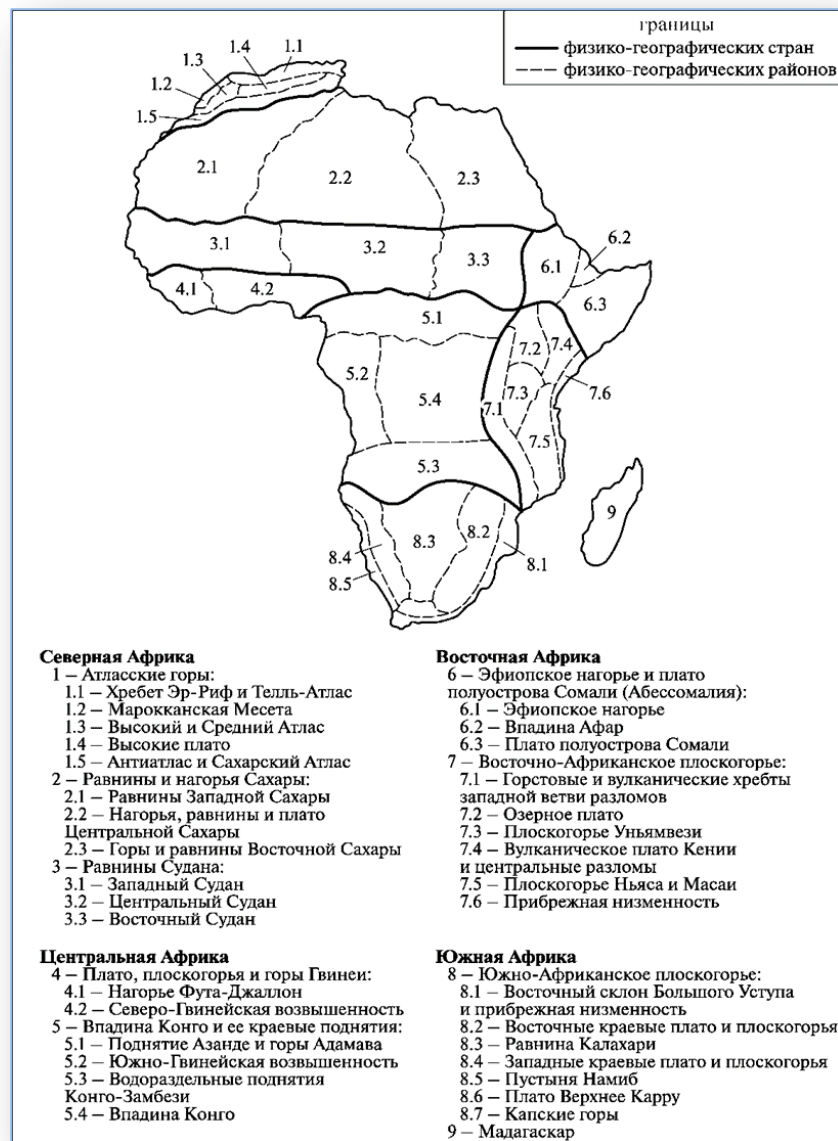 границы
физико-географических стран
физико-географических районов
1.1
1.4
1.3
1.2
1.5
2.1
2.2
2.3
3.1
3.2
3.3
6.1
6.2
6.3
4.1
4.2
5.1
5.2
5.4
5.3
7.1
7.2
7.3
7.4
7.5
7.6
8.4
8.5
8.3
8.2
8.1
9
Северная Африка
1 – Атласские горы:
1.1 – Хребет Эр-Риф и Телль-Атлас
1.2 – Марокканская Месета
1.3 – Высокий и Средний Атлас
1.4 – Высокие плато
1.5 – Антиатлас и Сахарский Атлас
2 – Равнины и нагорья Сахары:
2.1 – Равнины Западной Сахары
2.2 – Нагорья, равнины и плато
Центральной Сахары
2.3 – Горы и равнины Восточной Сахары
3 – Равнины Судана:
3.1 – Западный Судан
3.2 – Центральный Судан
3.3 – Восточный Судан
Центральная Африка
4 – Плато, плоскогорья и горы Гвинеи:
4.1 – Нагорье Фута-Джаллон
4.2 – Северо-Гвинейская возвышенность
5 – Впадина Конго и ее краевые поднятия:
5.1 – Поднятие Азанде и горы Адамава
5.2 – Южно-Гвинейская возвышенность
5.3 – Водораздельные поднятия
Конго-Замбези
5.4 – Впадина Конго
Восточная Африка
6 – Эфиопское нагорье и плато
полуострова Сомали (Абессомалия):
6.1 – Эфиопское нагорье
6.2 – Впадина Афар
6.3 – Плато полуострова Сомали
7 – Восточно-Африканское плоскогорье:
7.1 – Горстовые и вулканические хребты
западной ветви разломов
7.2 – Озерное плато
7.3 – Плоскогорье Уньямвези
7.4 – Вулканическое плато Кении
и центральные разломы
7.5 – Плоскогорье Ньяса и Масаи
7.6 – Прибрежная низменность
Южная Африка
8 – Южно-Африканское плоскогорье:
8.1 – Восточный склон Большого Уступа
и прибрежная низменность
8.2 – Восточные краевые плато и плоскогорья
8.3 – Равнина Калахари
8.4 – Западные краевые плато и плоскогорья
8.5 – Пустыня Намиб
8.6 – Плато Верхнее Карру
8.7 – Капские горы
9 – Мадагаскар